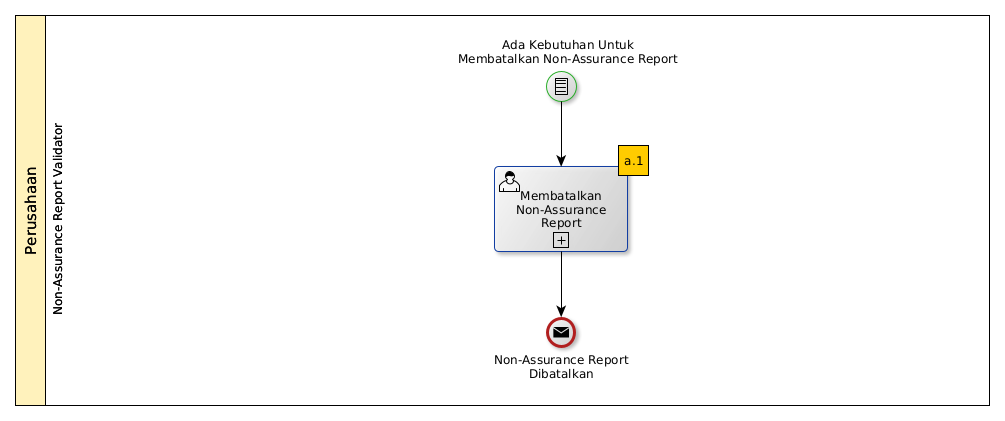 Perusahaan
Non-Assurance Report Validator
Ada Kebutuhan Untuk
Membatalkan Non-Assurance Report
a.1
Membatalkan
Non-Assurance
Report
Non-Assurance Report
Dibatalkan